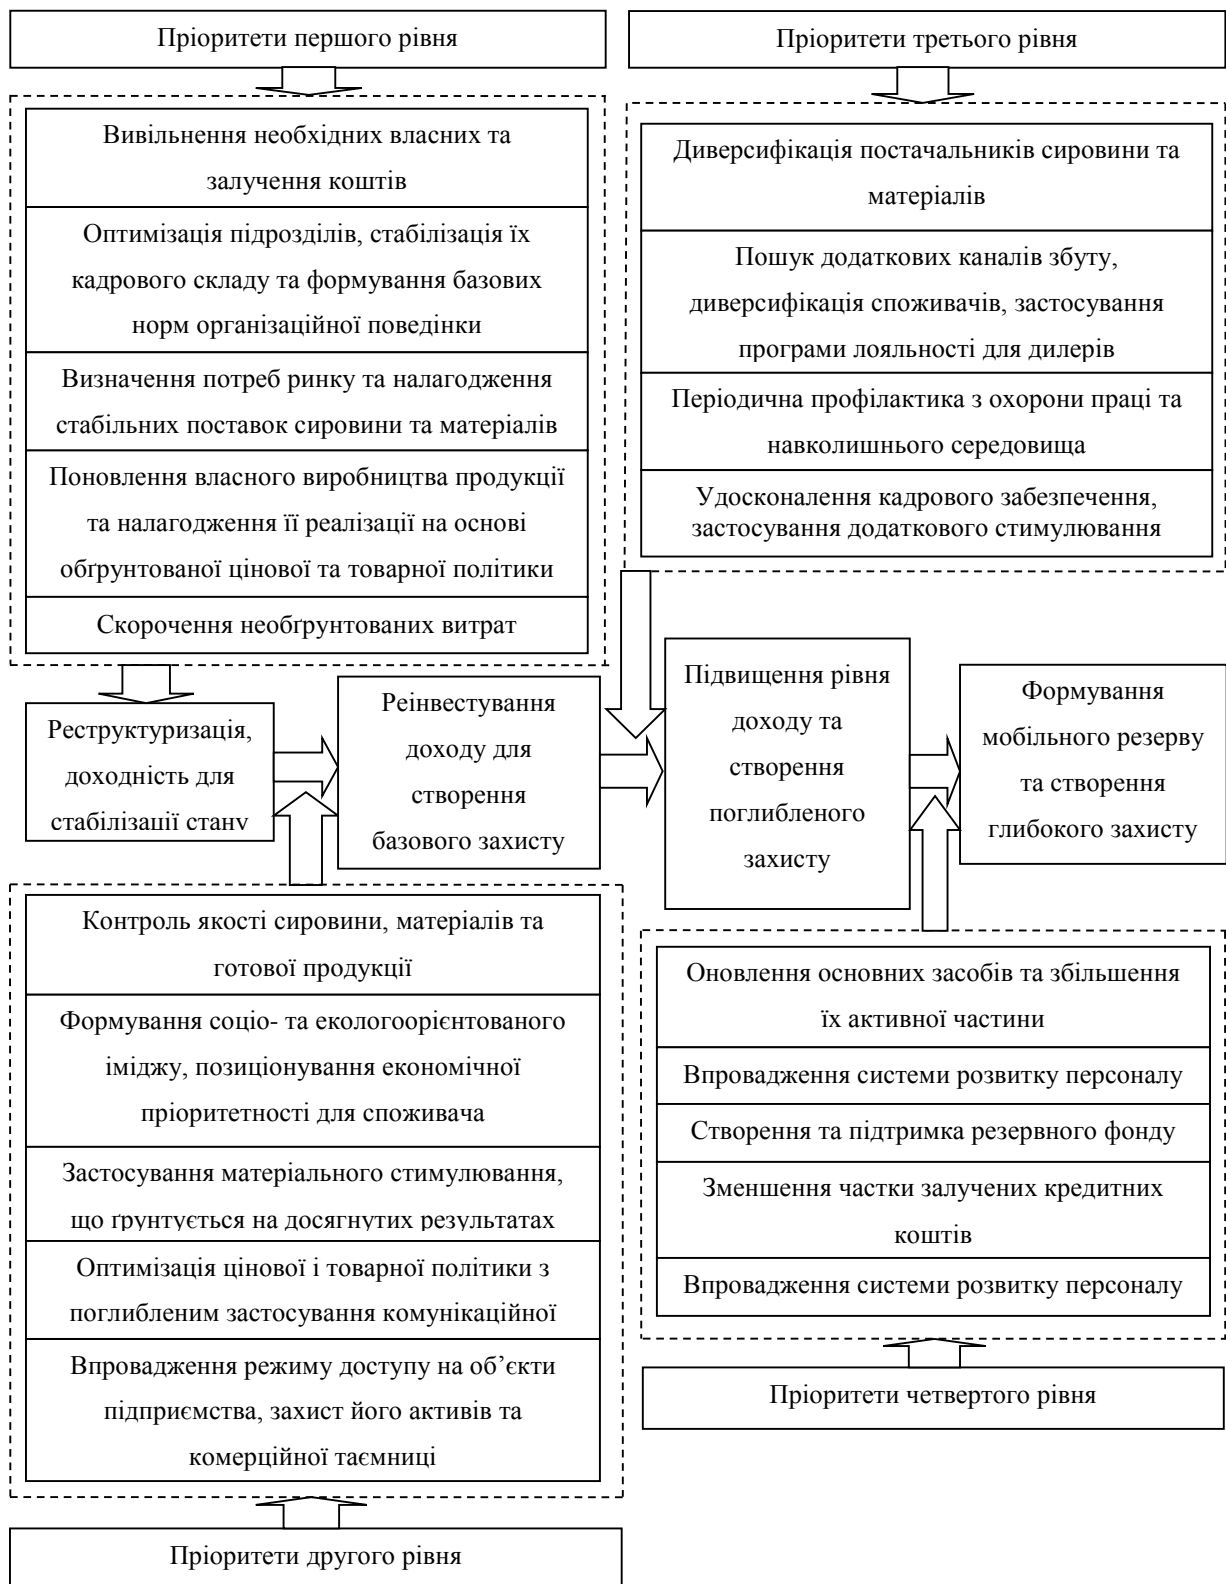 Пріоритети першого рівня
Вивільнення необхідних власних та
залучення коштів
Оптимізація підрозділів, стабілізація їх
кадрового складу та формування базових
норм організаційної поведінки
Визначення потреб ринку та налагодження
стабільних поставок сировини та матеріалів
Поновлення власного виробництва продукції
та налагодження її реалізації на основі
обґрунтованої цінової та товарної політики
Скорочення необґрунтованих витрат
Пріоритети третього рівня
Диверсифікація постачальників сировини та
матеріалів
Пошук додаткових каналів збуту,
диверсифікація споживачів, застосування
програми лояльності для дилерів
Періодична профілактика з охорони праці та
навколишнього середовища
Удосконалення кадрового забезпечення,
застосування додаткового стимулювання
Реструктуризація,
доходність для
стабілізації стану
Реінвестування
доходу для
створення
базового захисту
Підвищення рівня
доходу та
створення
поглибленого
захисту
Формування
мобільного резерву
та створення
глибокого захисту
Контроль якості сировини, матеріалів та
готової продукції
Формування соціо- та екологоорієнтованого
іміджу, позиціонування економічної
пріоритетності для споживача
Застосування матеріального стимулювання,
що ґрунтується на досягнутих результатах
Оптимізація цінової і товарної політики з
поглибленим застосування комунікаційної
Впровадження режиму доступу на об’єкти
підприємства, захист його активів та
комерційної таємниці
Пріоритети другого рівня
Оновлення основних засобів та збільшення
їх активної частини
Впровадження системи розвитку персоналу
Створення та підтримка резервного фонду
Зменшення частки залучених кредитних
коштів
Впровадження системи розвитку персоналу
Пріоритети четвертого рівня